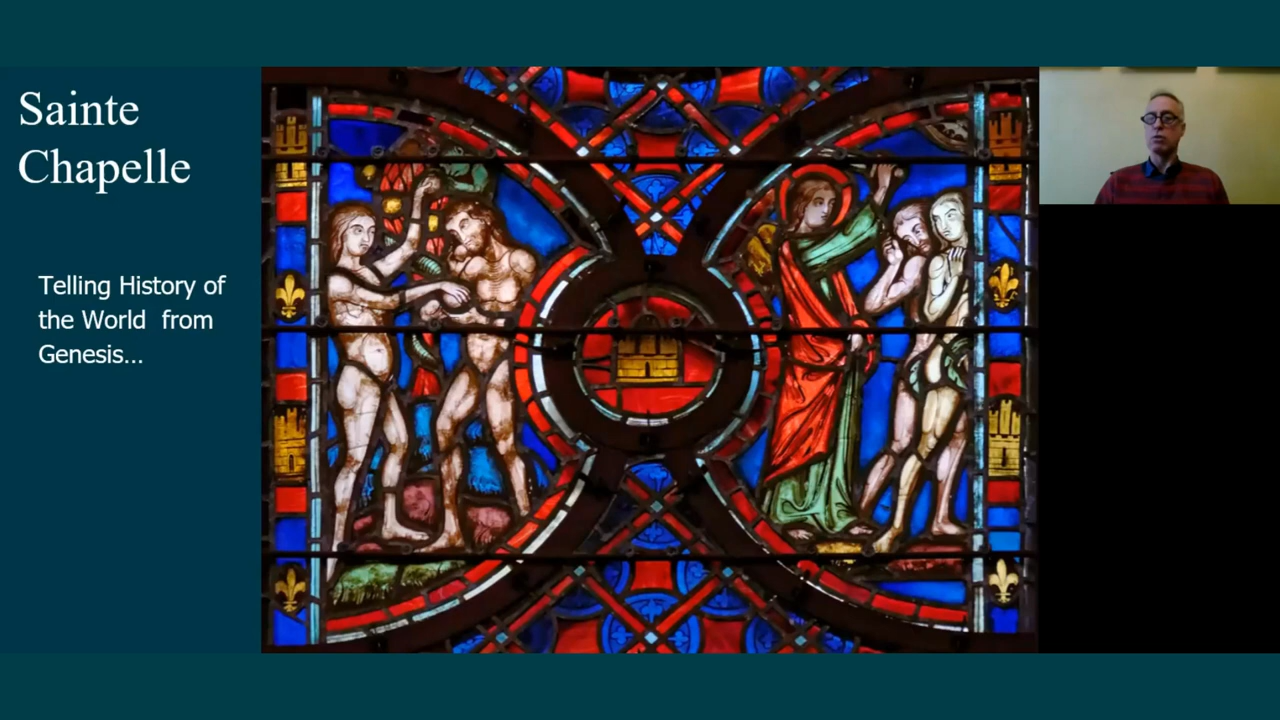 Sainte
Chapelle
Telling History of
the World from
Genesis...